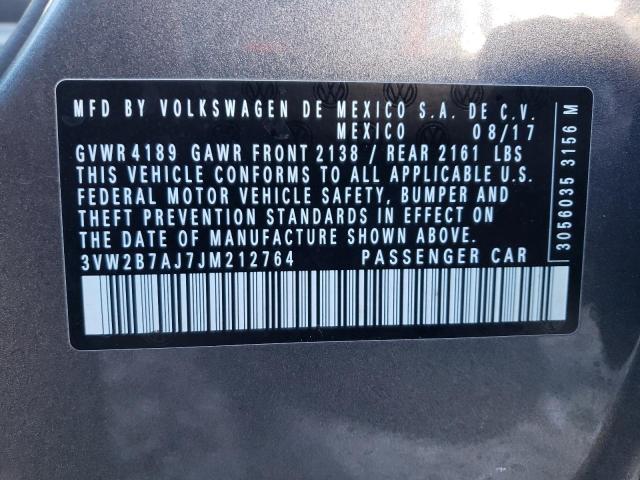 MFD BY VOLKSWAGEN DE MEXICO S.A. DE C.V.
MEXICO 08/17
GVWR 4189 GAWR FRONT 2138 / REAR 2161 LBS
THIS VEHICLE CONFORMS TO ALL APPLICABLE U.S.
FEDERAL MOTOR VEHICLE SAFETY, BUMPER AND
THEFT PREVENTION STANDARDS IN EFFECT ON
THE DATE OF MANUFACTURE SHOWN ABOVE.
3VW2B7AJ7JM212764 PASSENGER CAR
3056035 3156 M